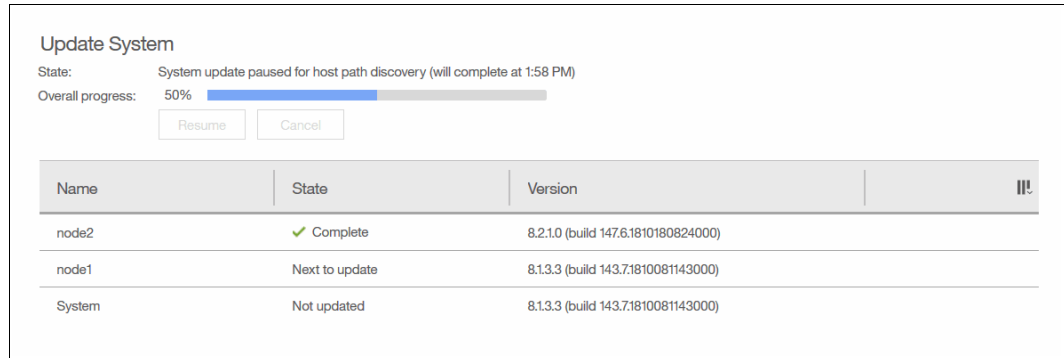 Update System
State: System update paused for host path discovery (will complete at 1:58 PM)
Overall progress: 50%
Resume Cancel
Name State Version
node2 Complete 8.2.1.0 (build 147.6.1810180824000)
node1 Next to update 8.1.3.3 (build 143.7.1810081143000)
System Not updated 8.1.3.3 (build 143.7.1810081143000)